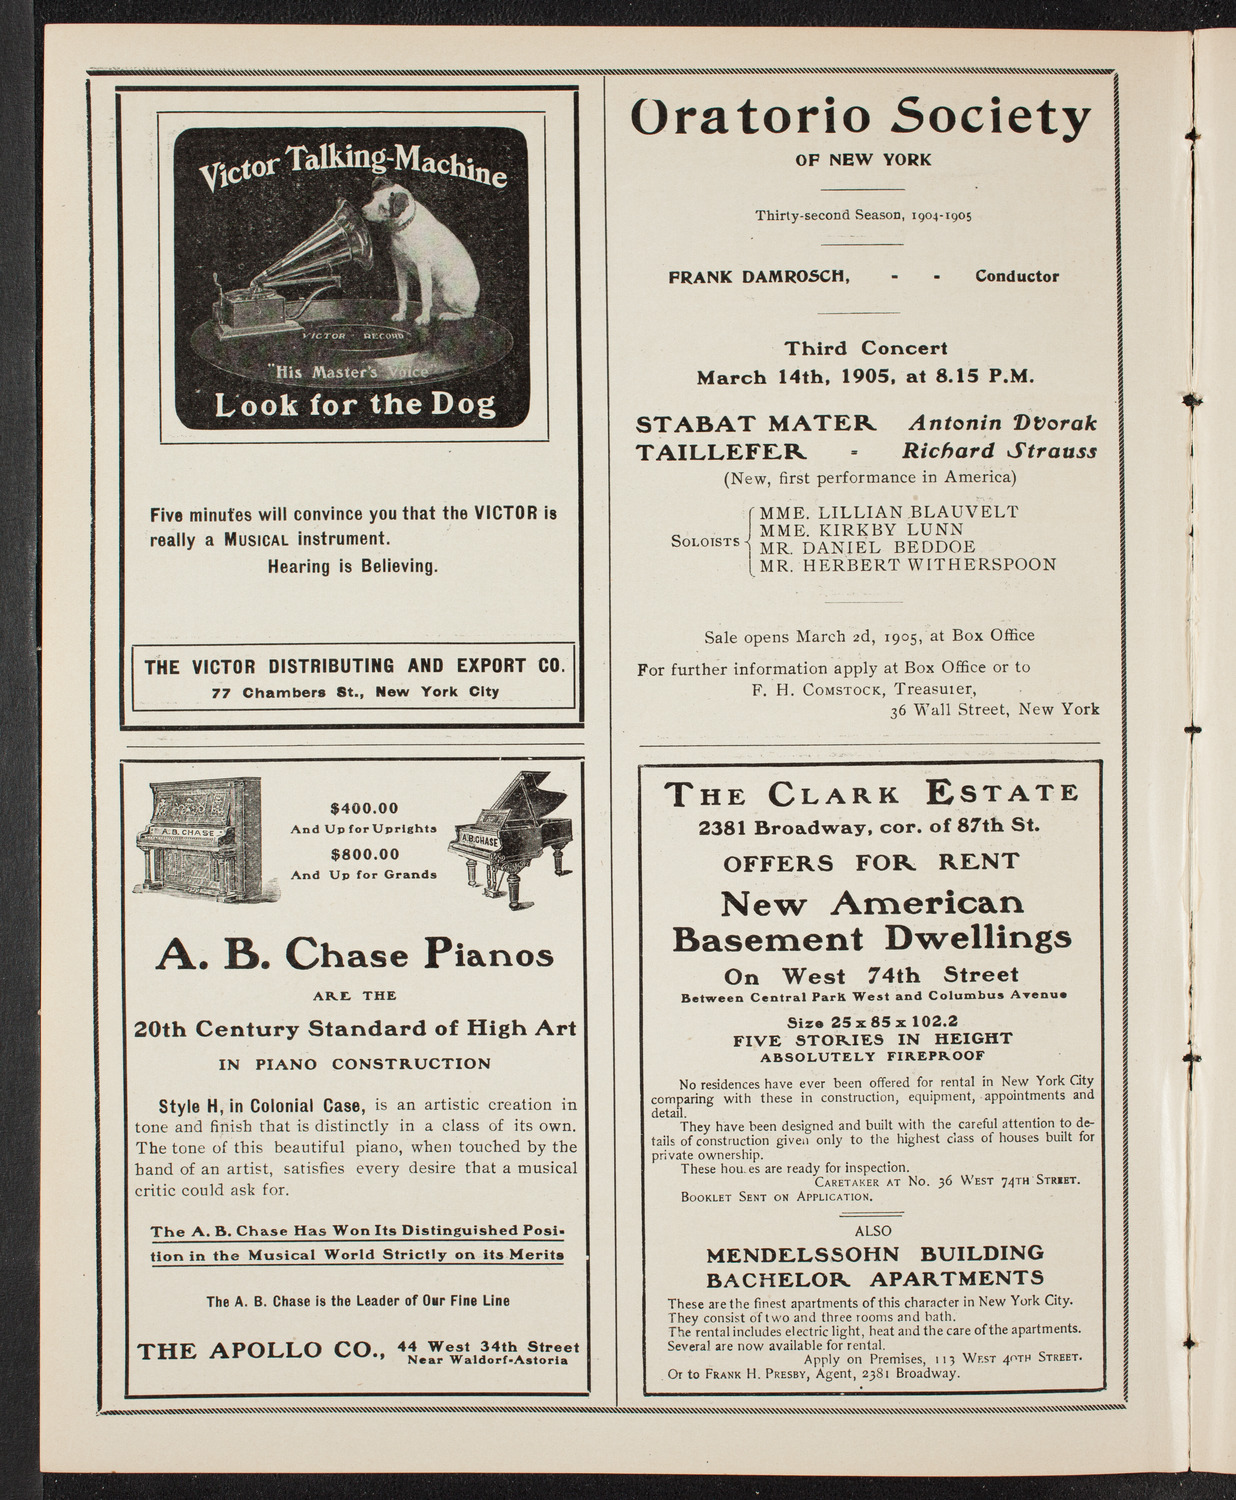 Victor Talking-Machine
VICTOR - RECORD
"His Master's Voice"
Look for the Dog
Five minutes will convince you that the VICTOR is
really a MUSICAL instrument.
Hearing is Believing.
THE VICTOR DISTRIBUTING AND EXPORT CO.
77 Chambers St., New York City
A. B. CHASE
$400.00
And Up for Uprights
$800.00
And Up for Grands
A.B.CHASE
A. B. Chase Pianos
ARE THE
20th Century Standard of High Art
IN PIANO CONSTRUCTION
Style H, in Colonial Case, is an artistic creation in
tone and finish that is distinctly in a class of its own.
The tone of this beautiful piano, when touched by the
hand of an artist, satisfies every desire that a musical
critic could ask for.
The A. B. Chase Has Won Its Distinguished Posi-
tion in the Musical World Strictly on its Merits
The A. B. Chase is the Leader of Our Fine Line
THE APOLLO CO., 44 West 34th Street
Near Waldorf-Astoria
Oratorio Society
OF NEW YORK
Thirty-second Season, 1904-1905
FRANK DAMROSCH, - - Conductor
Third Concert
March 14th, 1905, at 8.15 P.M.
STABAT MATER Antonin Dvorak
TAILLEFER - Richard Strauss
(New, first performance in America)
SOLOISTS
MME. LILLIAN BLAUVELT
MME. KIRKBY LUNN
MR. DANIEL BEDDOE
MR. HERBERT WITHERSPOON
Sale opens March 2d, 1905, at Box Office
For further information apply at Box Office or to
F. H. COMSTOCK, Treasurer,
36 Wall Street, New York
THE CLARK ESTATE
2381 Broadway, cor. of 87th St.
OFFERS FOR RENT
New American
Basement Dwellings
On West 74th Street
Between Central Park West and Columbus Avenue
Size 25 x 85 x 102.2
FIVE STORIES IN HEIGHT
ABSOLUTELY FIREPROOF
No residences have ever been offered for rental in New York City
comparing with these in construction, equipment, appointments and
detail.
They have been designed and built with the careful attention to de-
tails of construction given only to the highest class of houses built for
private ownership.
These houses are ready for inspection.
CARETAKER AT NO. 36 WEST 74TH STREET.
BOOKLET SENT ON APPLICATION.
ALSO
MENDELSSOHN BUILDING
BACHELOR APARTMENTS
These are the finest apartments of this character in New York City.
They consist of two and three rooms and bath.
The rental includes electric light, heat and the care of the apartments.
Several are now available for rental.
Apply on Premises, 113 WEST 40TH STREET.
Or to FRANK H. PRESBY, Agent, 2381 Broadway.